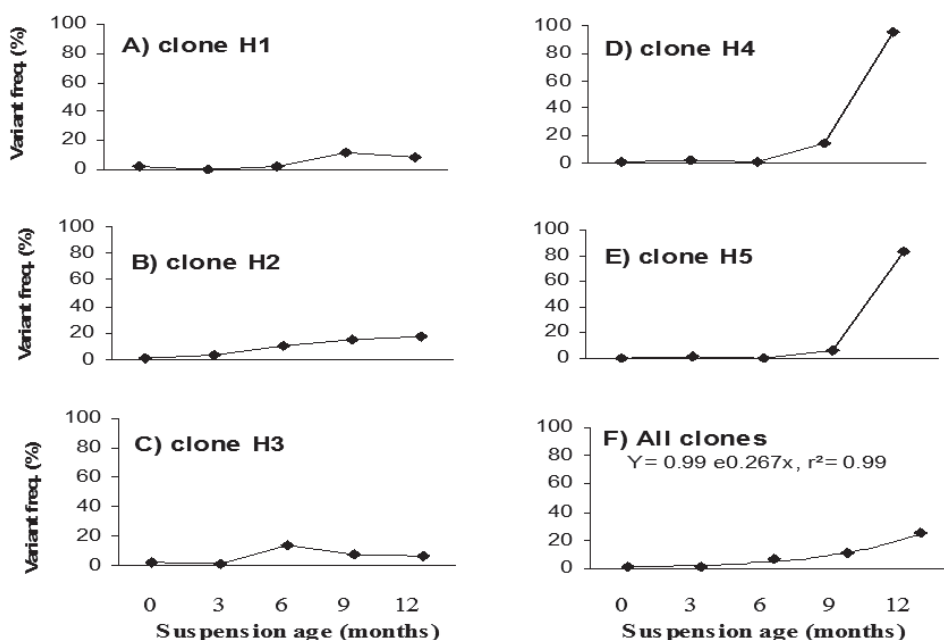 A) clone H1
Variant freq. (%)
100
80
60
40
20
0
B) clone H2
Variant freq. (%)
100
80
60
40
20
0
C) clone H3
Variant freq. (%)
100
80
60
40
20
0
0 3 6 9 12
Suspension age (months)
D) clone H4
100
80
60
40
20
0
E) clone H5
100
80
60
40
20
0
F) All clones
Y= 0.99 e0.267x, r²= 0.99
100
80
60
40
20
0
0 3 6 9 12
Suspension age (months)